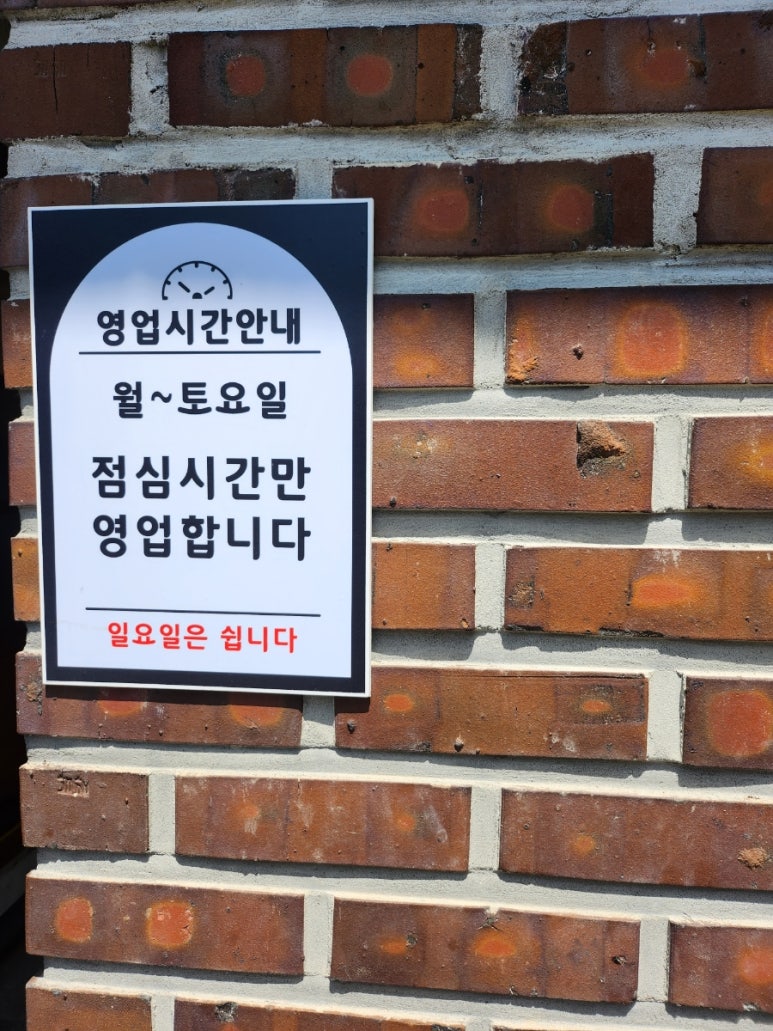 영업시간안내
월~토요일
점심시간만
영업합니다
일요일은 쉽니다